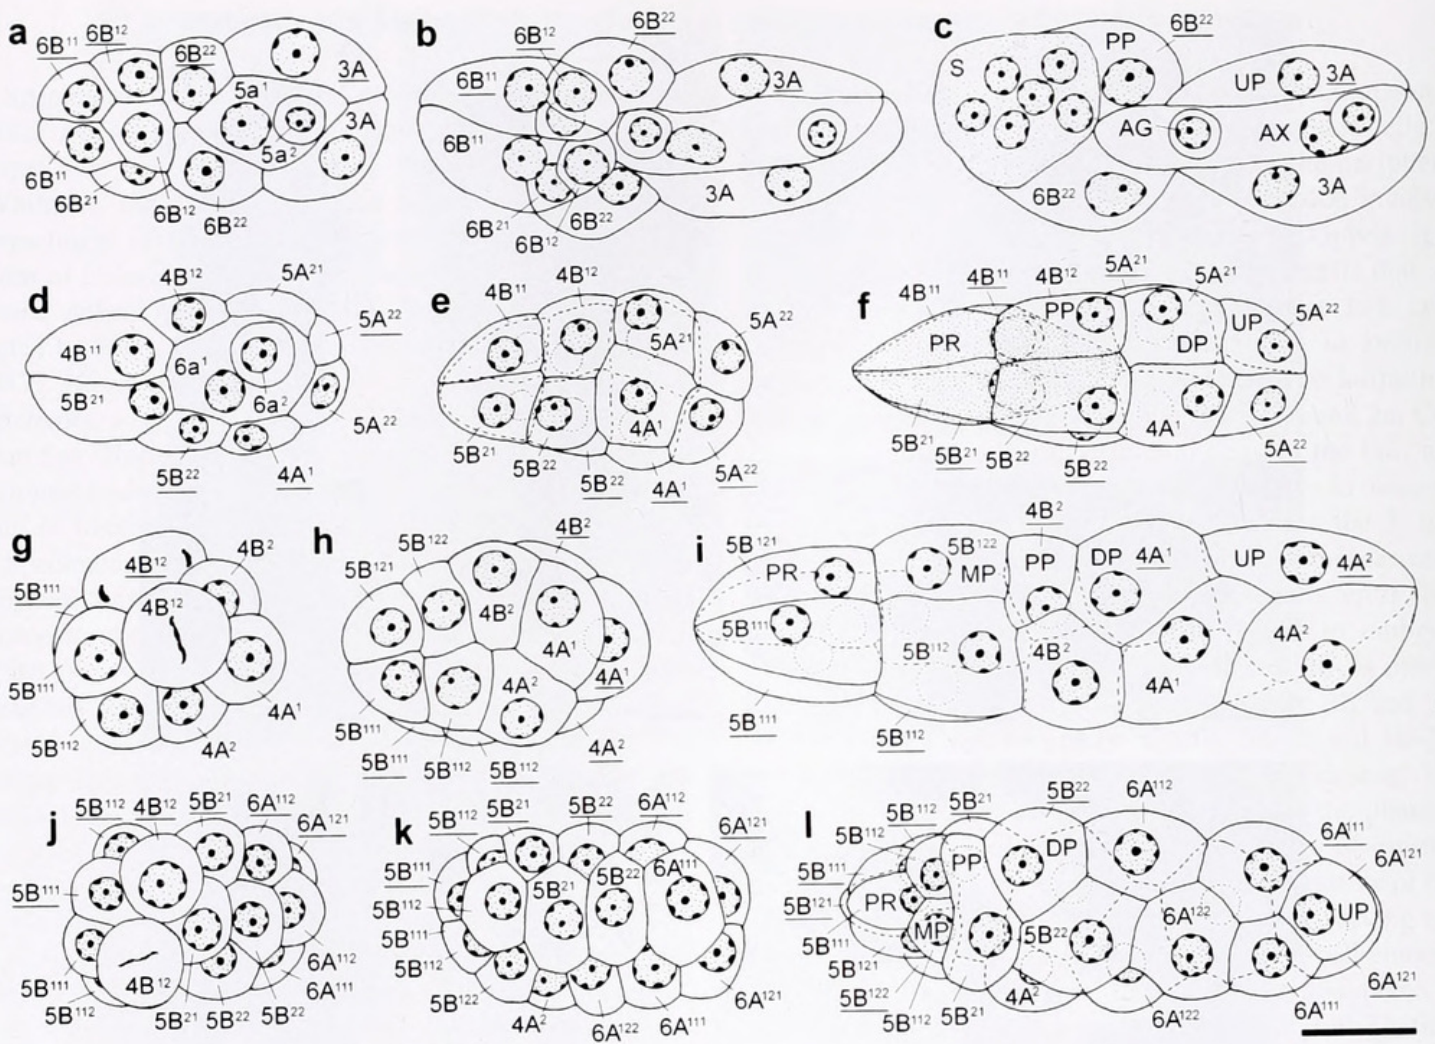 a
6B¹¹ 6B¹² 6B²² 3A
5a¹
5a² 3A
6B¹¹ 6B²¹ 6B¹² 6B²²
b
6B¹¹ 6B¹² 6B²² 3A
6B¹¹ 3A
6B²¹ 6B¹² 6B²²
c
S PP 6B²² UP 3A
AG AX
6B²² 3A
d
4B¹² 5A²¹ 5A²²
4B¹¹ 6a¹
5B²¹ 6a² 5A²²
5B²² 4A¹
e
4B¹¹ 4B¹² 5A²¹ 5A²²
4A¹
5B²¹ 5B²² 5B²² 4A¹ 5A²²
f
4B¹¹ 4B¹¹ 4B¹² 5A²¹ 5A²¹ 5A²²
PR PP DP UP
4A¹
5B²¹ 5B²¹ 5B²² 5B²² 5A²²
g
4B¹² 4B²
5B¹¹¹ 4B¹²
5B¹¹¹ 4A¹
5B¹¹² 4A²
h
5B¹²¹ 5B¹²² 4B²
4B² 4A¹ 4A¹
4A²
5B¹¹¹ 5B¹¹¹ 5B¹¹² 5B¹¹² 4A²
i
5B¹²¹ 5B¹²² 4B²
PR MP PP DP 4A¹ UP 4A²
5B¹¹¹ 5B¹¹² 4B² 4A¹ 4A²
5B¹¹¹ 5B¹¹²
j
5B¹¹² 4B¹² 5B²¹ 6A¹¹² 6A¹²¹
5B¹¹¹
5B¹¹¹ 5B¹¹² 4B¹² 5B²¹ 5B²² 5B²² 6A¹¹¹ 6A¹¹² 6A¹²¹
k
5B¹¹² 5B²¹ 5B²² 6A¹¹² 6A¹²¹
5B¹¹¹ 5B²¹ 5B²² 6A¹¹¹
5B¹¹²
5B¹¹¹
5B¹¹²
5B¹²² 4A² 6A¹²² 6A¹¹¹ 6A¹²¹
l
5B¹¹² 5B²¹ 5B²² 6A¹¹² 6A¹¹¹ 6A¹²¹
5B¹¹² PP DP
5B¹¹¹
5B¹²¹ PR MP 5B²² 6A¹²² UP
5B¹¹¹
5B¹²¹
5B¹²² 5B¹¹² 5B²¹ 4A² 6A¹²² 6A¹¹¹ 6A¹²¹